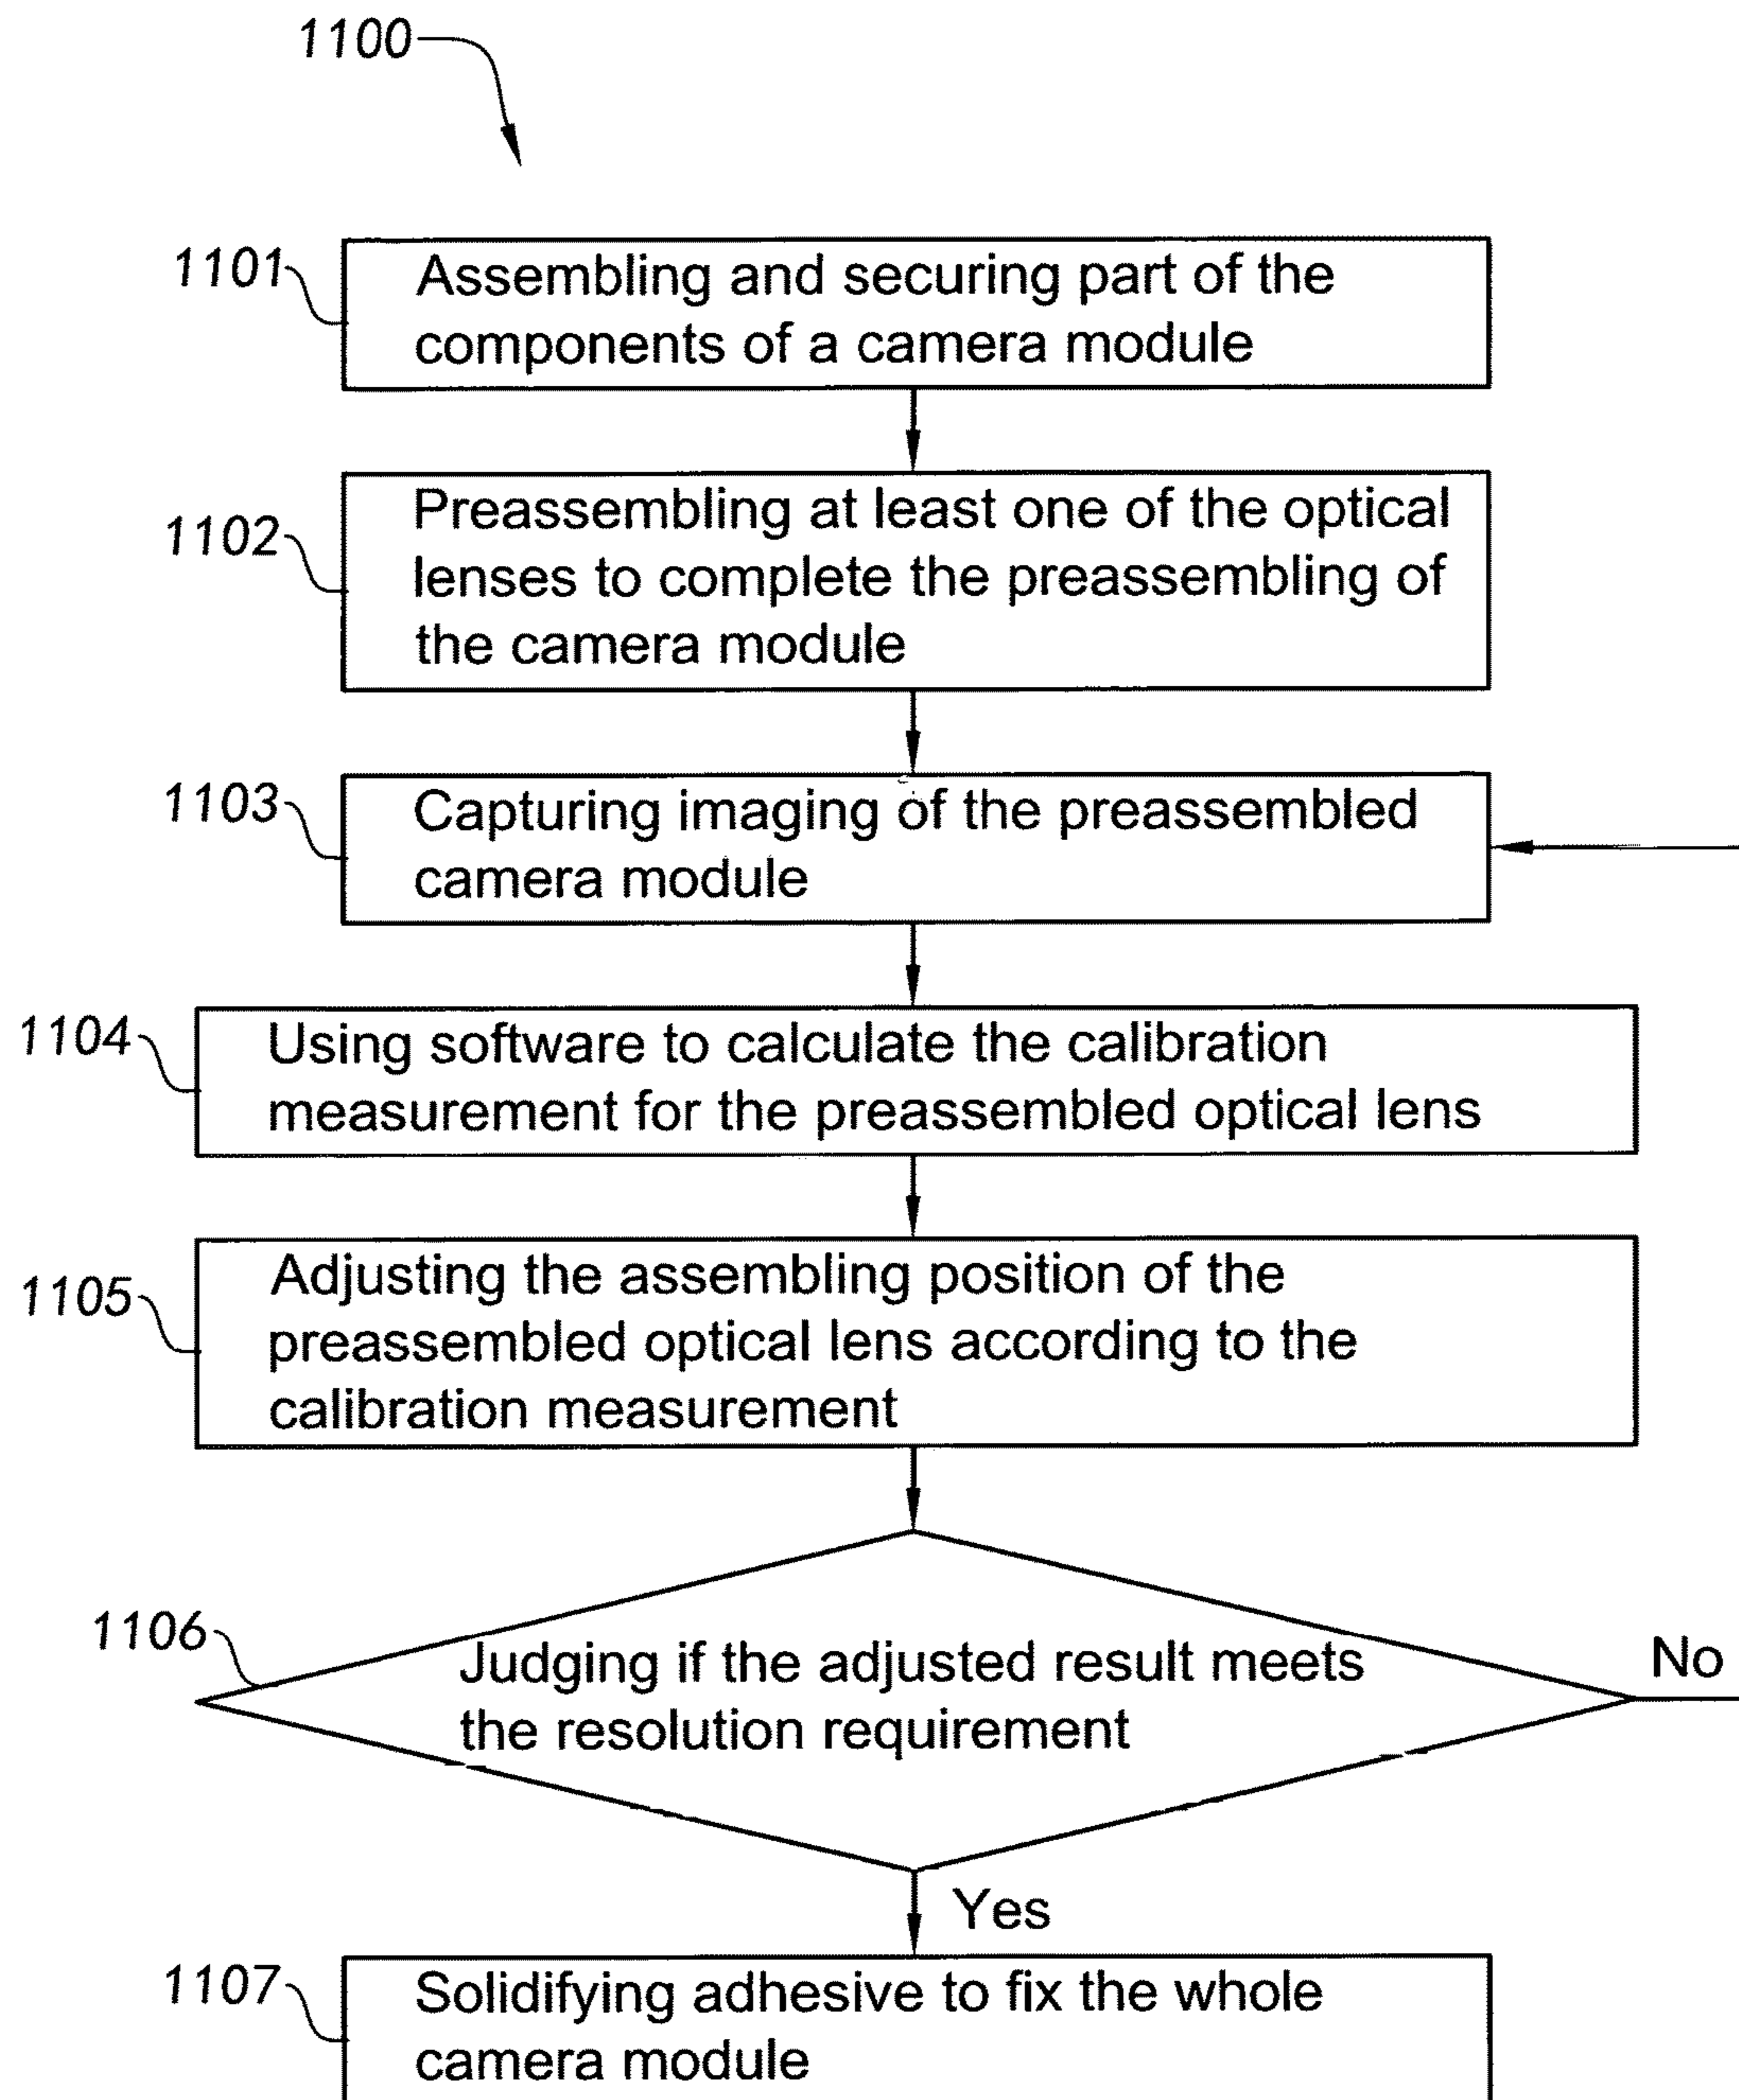 1100
1101
Assembling and securing part of the
components of a camera module
1102
Preassembling at least one of the optical
lenses to complete the preassembling of
the camera module
1103
Capturing imaging of the preassembled
camera module
1104
Using software to calculate the calibration
measurement for the preassembled optical lens
1105
Adjusting the assembling position of the
preassembled optical lens according to the
calibration measurement
1106
Judging if the adjusted result meets
the resolution requirement
No
Yes
1107
Solidifying adhesive to fix the whole
camera module